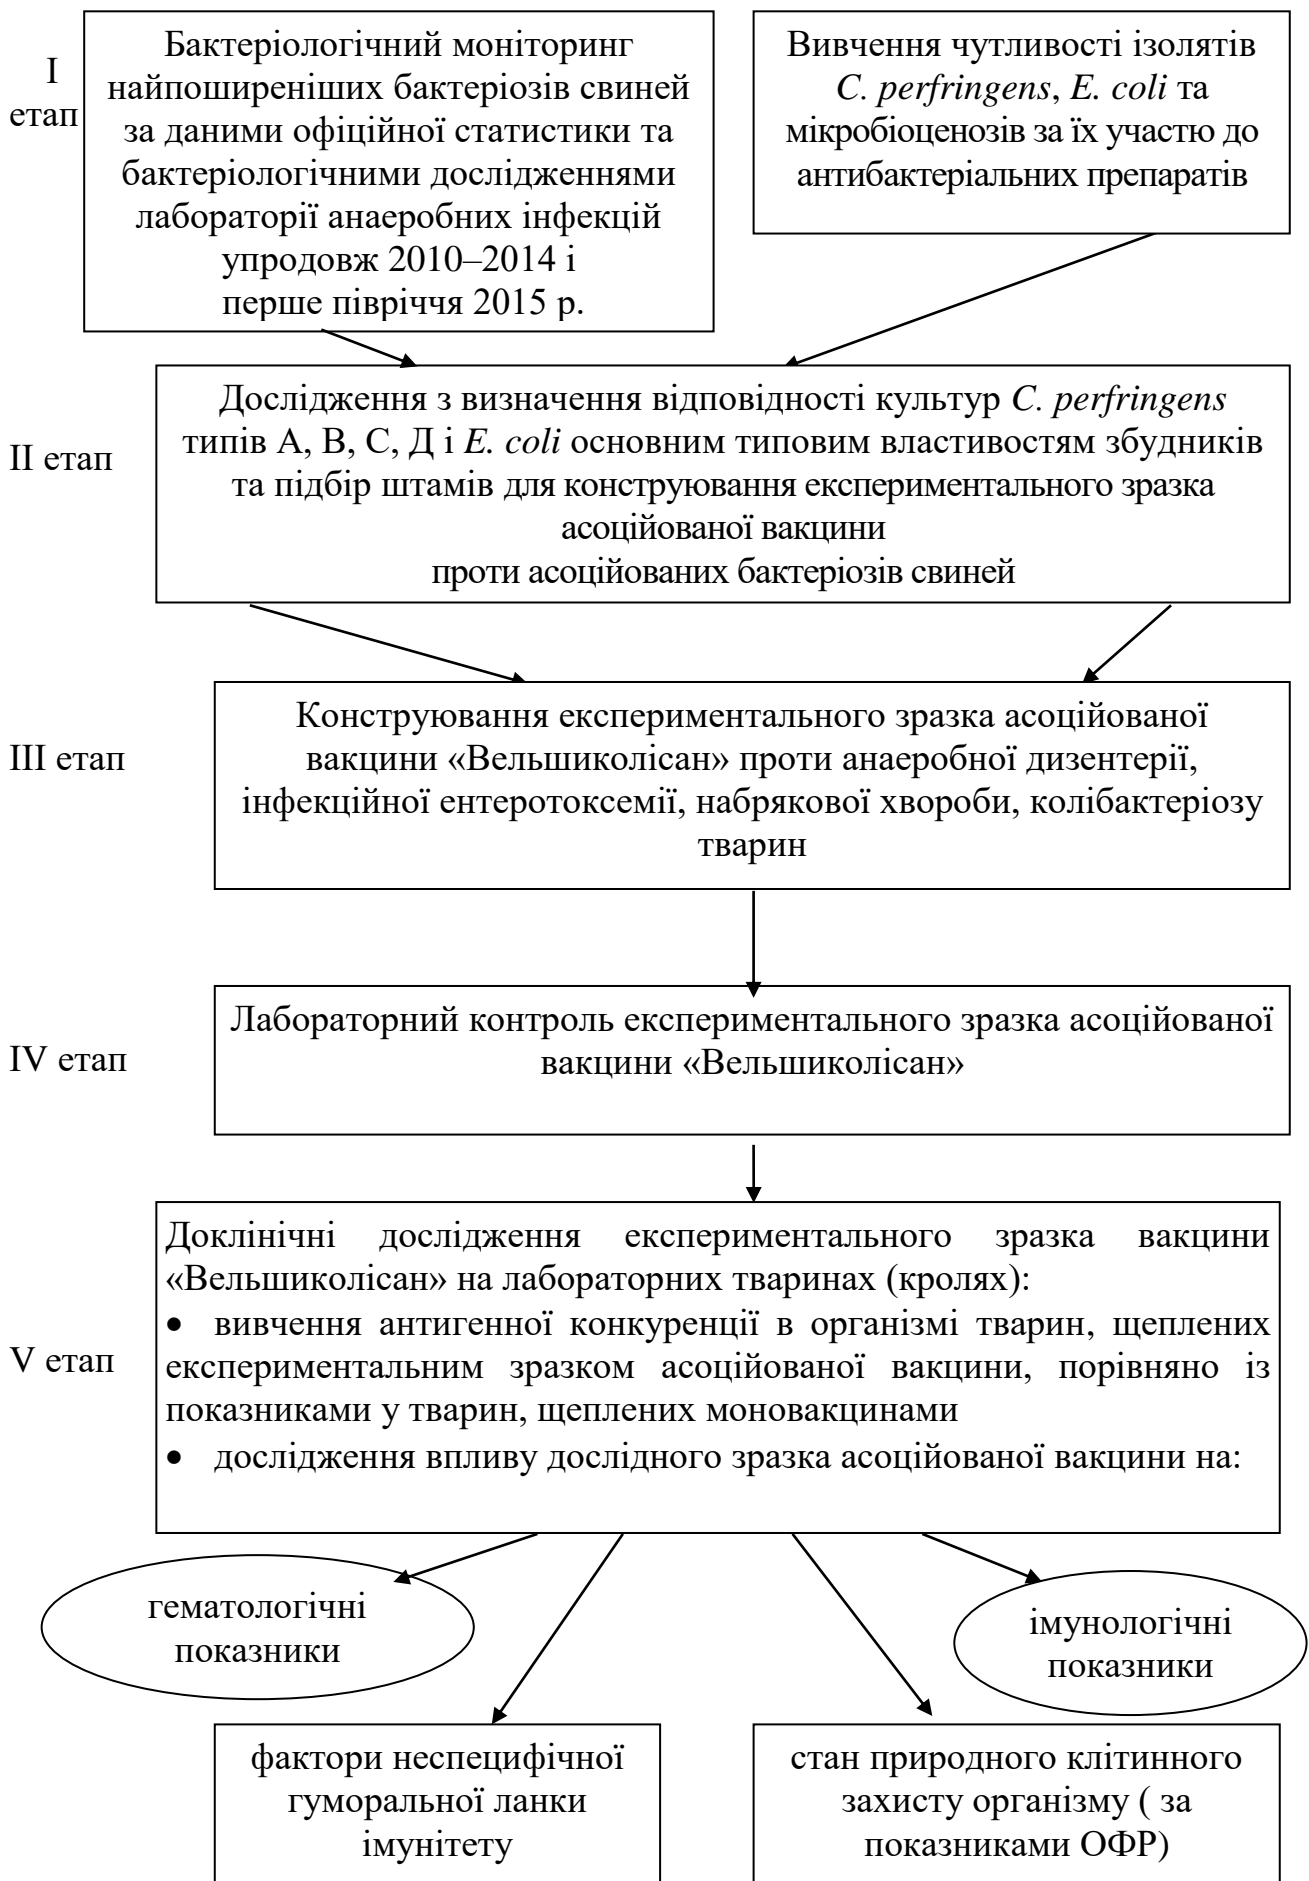 І
етап
Бактеріологічний моніторинг
найпоширеніших бактеріозів свиней
за даними офіційної статистики та
бактеріологічними дослідженнями
лабораторії анаеробних інфекцій
упродовж 2010–2014 і
перше півріччя 2015 р.
Вивчення чутливості ізолятів
C. perfringens, E. coli та
мікробіоценозів за їх участю до
антибактеріальних препаратів
ІІ етап
Дослідження з визначення відповідності культур C. perfringens
типів А, В, С, Д і E. coli основним типовим властивостям збудників
та підбір штамів для конструювання експериментального зразка
асоційованої вакцини
проти асоційованих бактеріозів свиней
ІІІ етап
Конструювання експериментального зразка асоційованої
вакцини «Вельшиколісан» проти анаеробної дизентерії,
інфекційної ентеротоксемії, набрякової хвороби, колібактеріозу
тварин
IV етап
Лабораторний контроль експериментального зразка асоційованої
вакцини «Вельшиколісан»
V етап
Доклінічні дослідження експериментального зразка вакцини
«Вельшиколісан» на лабораторних тваринах (кролях):
• вивчення антигенної конкуренції в організмі тварин, щеплених
експериментальним зразком асоційованої вакцини, порівняно із
показниками у тварин, щеплених моновакцинами
• дослідження впливу дослідного зразка асоційованої вакцини на:
гематологічні
показники
імунологічні
показники
фактори неспецифічної
гуморальної ланки
імунітету
стан природного клітинного
захисту організму ( за
показниками ОФР)